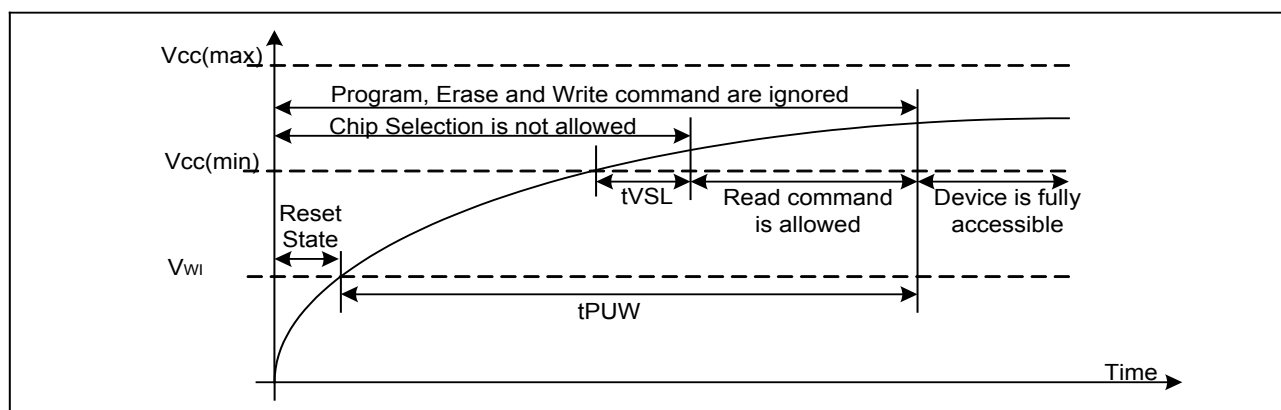 Vcc(max)
Program, Erase and Write command are ignored
Chip Selection is not allowed
Vcc(min)
tVSL
Read command
is allowed
Device is fully
accessible
Reset
State
VWI
tPUW
Time